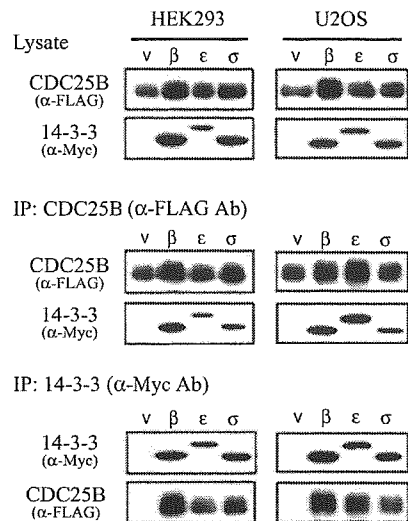 HEK293 U2OS
Lysate
v β ε σ v β ε σ
CDC25B
(α-FLAG)
14-3-3
(α-Myc)
IP: CDC25B (α-FLAG Ab)
v β ε σ v β ε σ
CDC25B
(α-FLAG)
14-3-3
(α-Myc)
IP: 14-3-3 (α-Myc Ab)
v β ε σ v β ε σ
14-3-3
(α-Myc)
CDC25B
(α-FLAG)